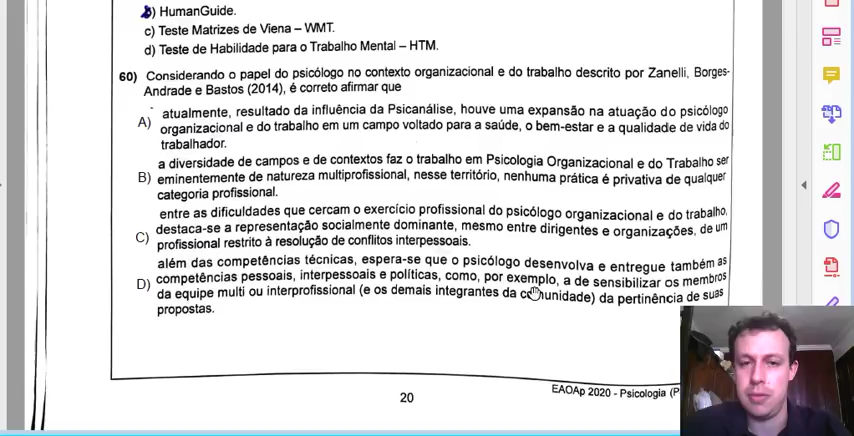 b) HumanGuide.
c) Teste Matrizes de Viena – WMT.
d) Teste de Habilidade para o Trabalho Mental – HTM.
60) Considerando o papel do psicólogo no contexto organizacional e do trabalho descrito por Zanelli, Borges-
Andrade e Bastos (2014), é correto afirmar que
A) atualmente, resultado da influência da Psicanálise, houve uma expansão na atuação do psicólogo
organizacional e do trabalho em um campo voltado para a saúde, o bem-estar e a qualidade de vida do
trabalhador.
B) a diversidade de campos e de contextos faz o trabalho em Psicologia Organizacional e do Trabalho ser
eminentemente de natureza multiprofissional, nesse território, nenhuma prática é privativa de qualquer
categoria profissional.
C) entre as dificuldades que cercam o exercício profissional do psicólogo organizacional e do trabalho,
destaca-se a representação socialmente dominante, mesmo entre dirigentes e organizações, de um
profissional restrito à resolução de conflitos interpessoais.
D) além das competências técnicas, espera-se que o psicólogo desenvolva e entregue também as
competências pessoais, interpessoais e políticas, como, por exemplo, a de sensibilizar os membros
da equipe multi ou interprofissional (e os demais integrantes da comunidade) da pertinência de suas
propostas.
20
EAOAp 2020 - Psicologia (P